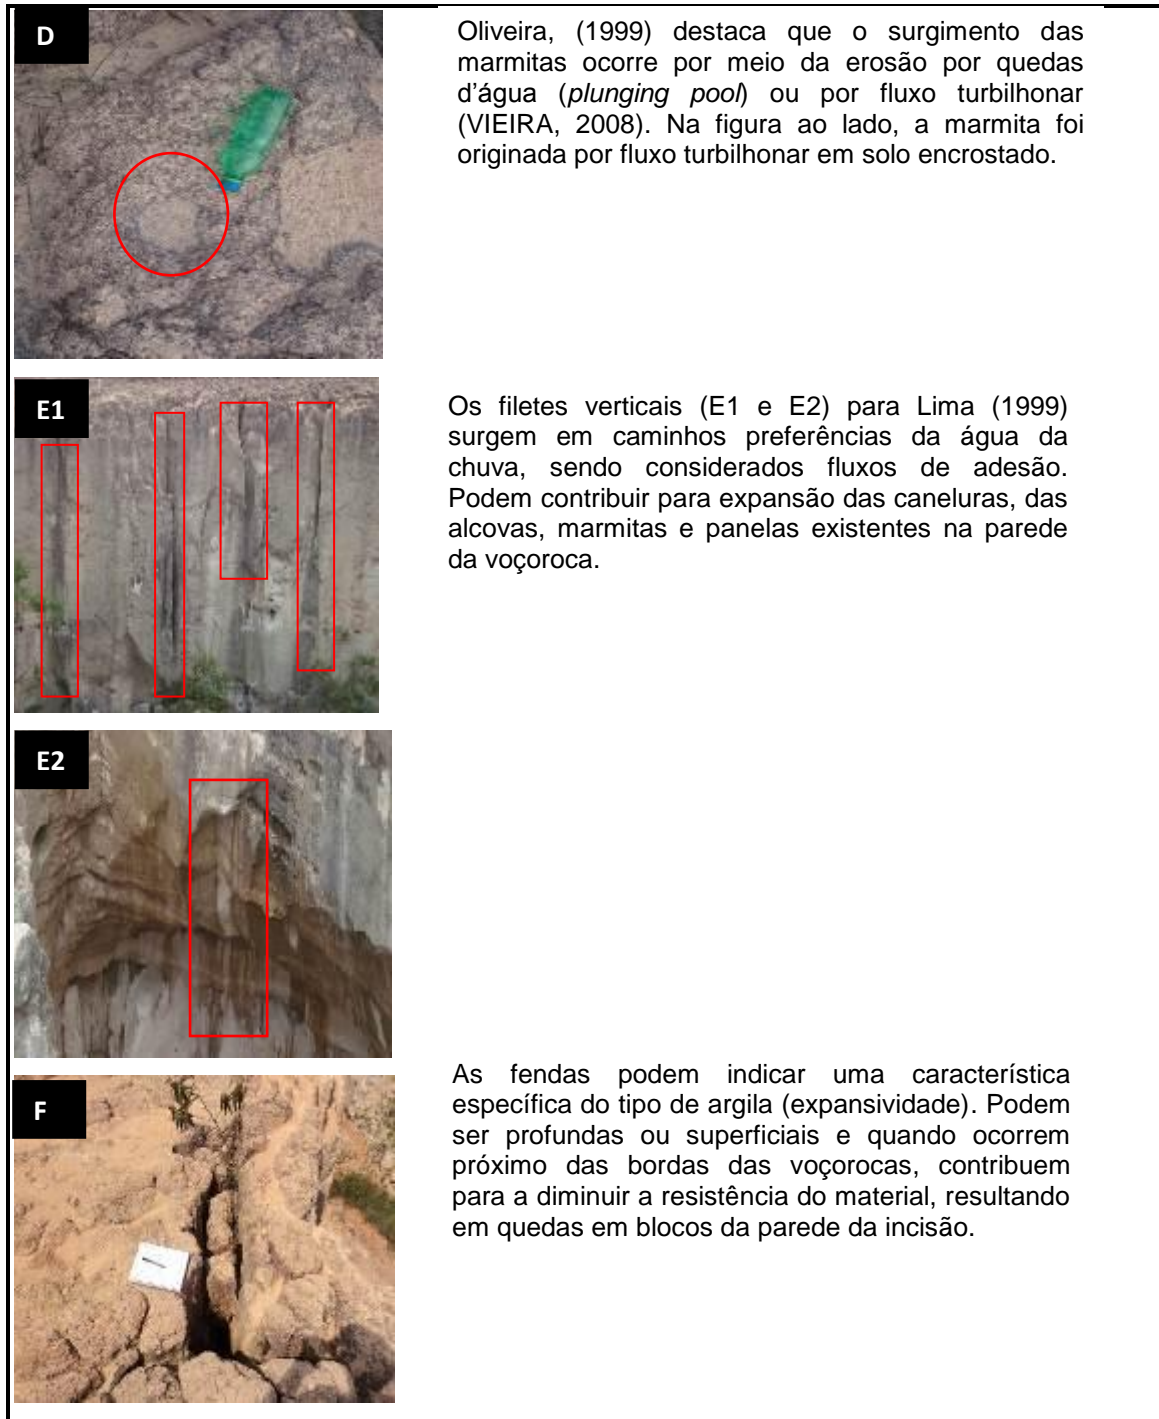 D
Oliveira, (1999) destaca que o surgimento das
marmitas ocorre por meio da erosão por quedas
d'água (plunging pool) ou por fluxo turbilhonar
(VIEIRA, 2008). Na figura ao lado, a marmita foi
originada por fluxo turbilhonar em solo encrostado.
E1
Os filetes verticais (E1 e E2) para Lima (1999)
surgem em caminhos preferências da água da
chuva, sendo considerados fluxos de adesão.
Podem contribuir para expansão das caneluras, das
alcovas, marmitas e panelas existentes na parede
da voçoroca.
E2
F
As fendas podem indicar uma característica
específica do tipo de argila (expansividade). Podem
ser profundas ou superficiais e quando ocorrem
próximo das bordas das voçorocas, contribuem
para a diminuir a resistência do material, resultando
em quedas em blocos da parede da incisão.